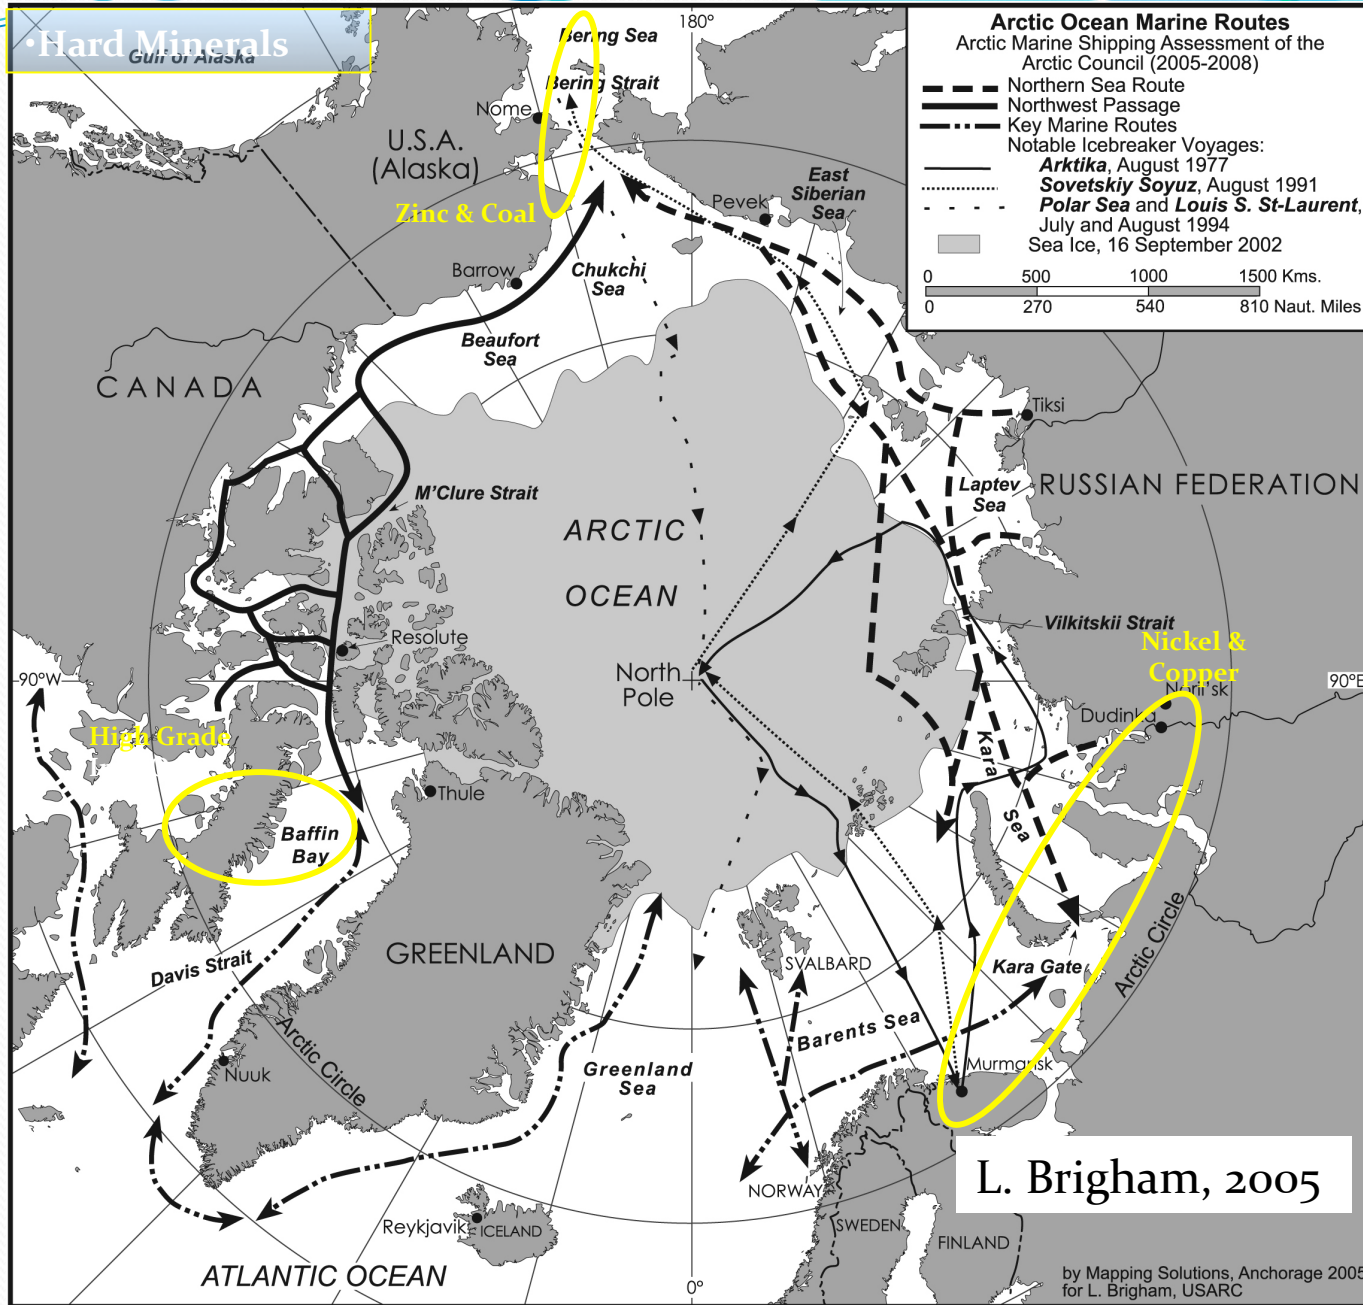 •Hard Minerals
Gulf of Alaska
180°
Bering Sea
Bering Strait
Nome
U.S.A.
(Alaska)
Zinc & Coal
Barrow
Chukchi
Sea
Beaufort
Sea
East
Siberian
Sea
Pevek
Arctic Ocean Marine Routes
Arctic Marine Shipping Assessment of the
Arctic Council (2005-2008)
Northern Sea Route
Northwest Passage
Key Marine Routes
Notable Icebreaker Voyages:
Arktika, August 1977
Sovetskiy Soyuz, August 1991
Polar Sea and Louis S. St-Laurent,
July and August 1994
Sea Ice, 16 September 2002
0 500 1000 1500 Kms.
0 270 540 810 Naut. Miles
CANADA
Tiksi
RUSSIAN FEDERATION
Laptev
Sea
M'Clure Strait
ARCTIC
OCEAN
Vilkitskii Strait
Resolute
North
Pole
Nickel &
Copper
90°W
90°E
Noril'sk
Dudinka
High Grade
Kara
Sea
Thule
Baffin
Bay
Davis Strait
GREENLAND
SVALBARD
Kara Gate
Arctic Circle
Barents Sea
Arctic Circle
Nuuk
Greenland
Sea
Murmansk
L. Brigham, 2005
NORWAY
Reykjavik
ICELAND
SWEDEN
FINLAND
ATLANTIC OCEAN
0°
by Mapping Solutions, Anchorage 2005
for L. Brigham, USARC